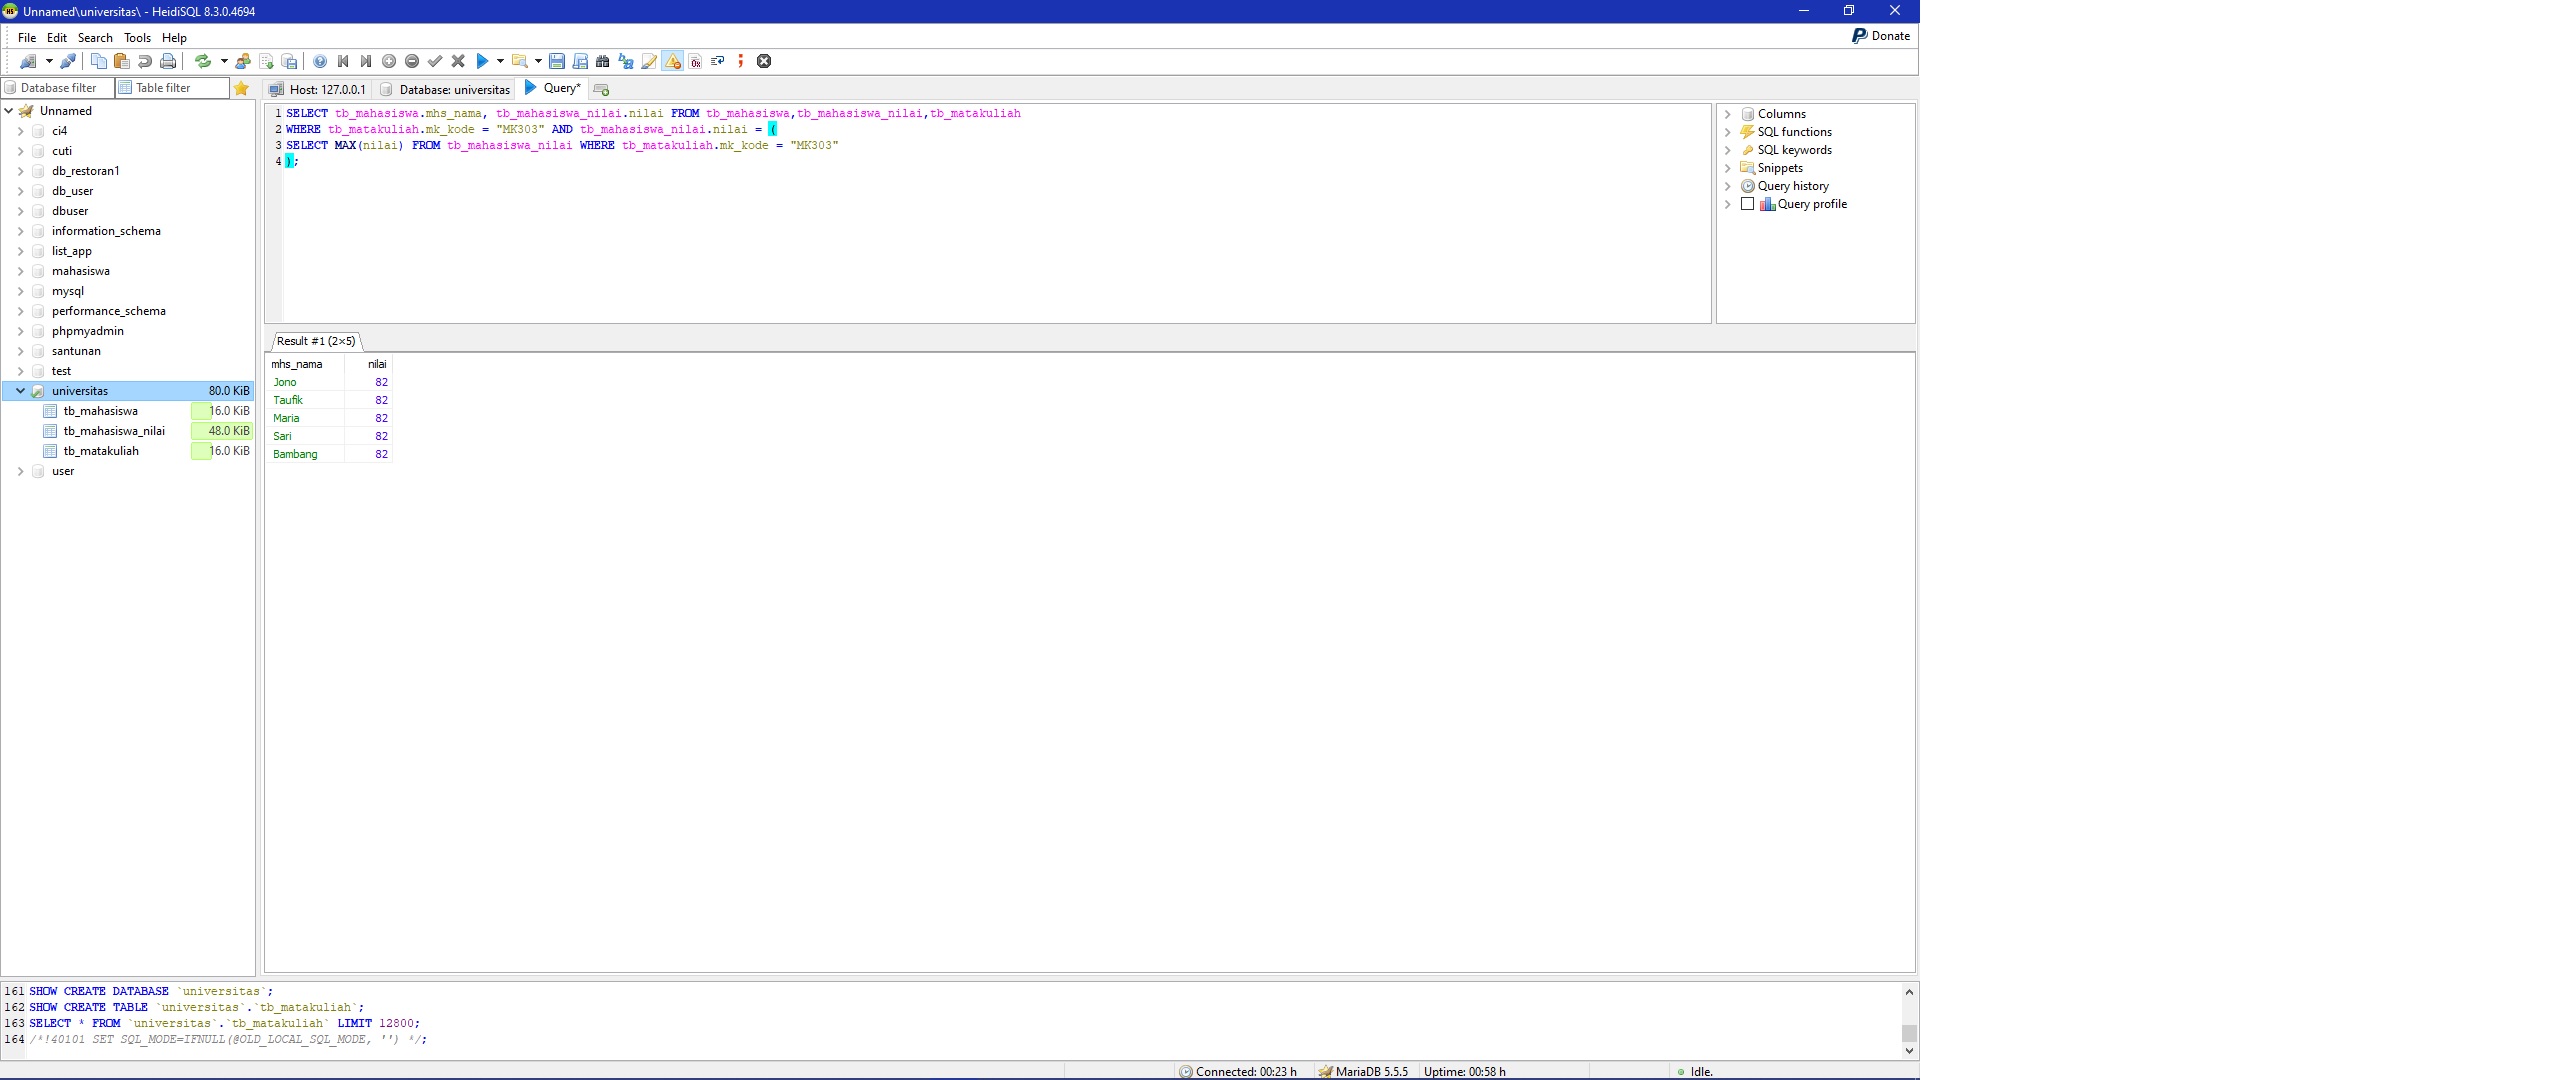 Unnamed\universitas\ - HeidiSQL 8.3.0.4694
File Edit Search Tools Help
Donate
Database filter Table filter
Host: 127.0.0.1 Database: universitas Query*
Unnamed
ci4
cuti
db_restoran1
db_user
dbuser
information_schema
list_app
mahasiswa
mysql
performance_schema
phpmyadmin
santunan
test
universitas 80.0 KiB
tb_mahasiswa 16.0 KiB
tb_mahasiswa_nilai 48.0 KiB
tb_matakuliah 16.0 KiB
user
1 SELECT tb_mahasiswa.mhs_nama, tb_mahasiswa_nilai.nilai FROM tb_mahasiswa,tb_mahasiswa_nilai,tb_matakuliah
2 WHERE tb_matakuliah.mk_kode = "MK303" AND tb_mahasiswa_nilai.nilai = (
3 SELECT MAX(nilai) FROM tb_mahasiswa_nilai WHERE tb_matakuliah.mk_kode = "MK303"
4 );
Columns
SQL functions
SQL keywords
Snippets
Query history
Query profile
Result #1 (2×5)
mhs_nama nilai
Jono 82
Taufik 82
Maria 82
Sari 82
Bambang 82
161 SHOW CREATE DATABASE `universitas`;
162 SHOW CREATE TABLE `universitas`.`tb_matakuliah`;
163 SELECT * FROM `universitas`.`tb_matakuliah` LIMIT 12800;
164 /*!40101 SET SQL_MODE=IFNULL(@OLD_LOCAL_SQL_MODE, '') */;
Connected: 00:23 h MariaDB 5.5.5 Uptime: 00:58 h Idle.